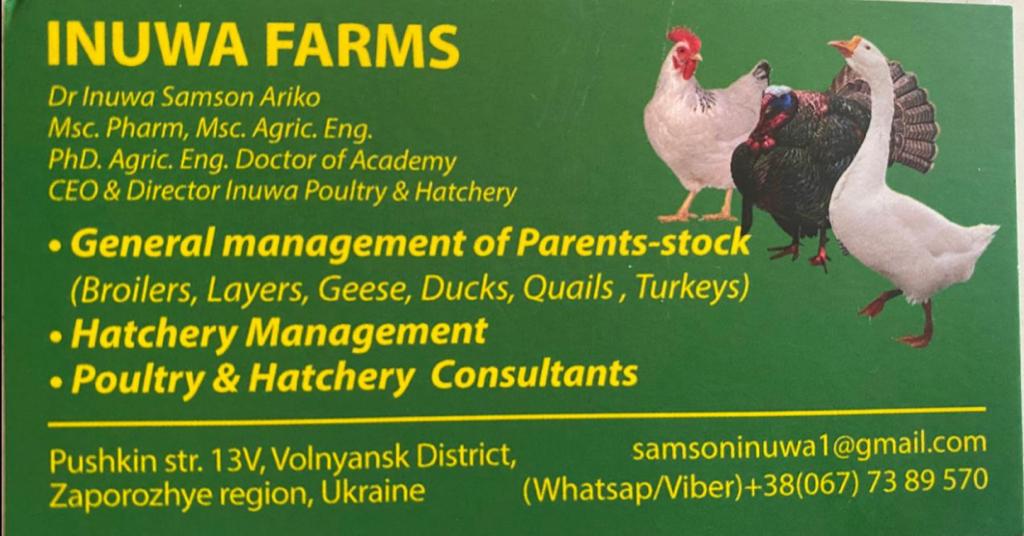 INUWA FARMS
Dr Inuwa Samson Ariko
Msc. Pharm, Msc. Agric. Eng.
PhD. Agric. Eng. Doctor of Academy
CEO & Director Inuwa Poultry & Hatchery
• General management of Parents-stock
(Broilers, Layers, Geese, Ducks, Quails , Turkeys)
• Hatchery Management
• Poultry & Hatchery Consultants
Pushkin str. 13V, Volnyansk District,
Zaporozhye region, Ukraine
samsoninuwa1@gmail.com
(Whatsap/Viber)+38(067) 73 89 570